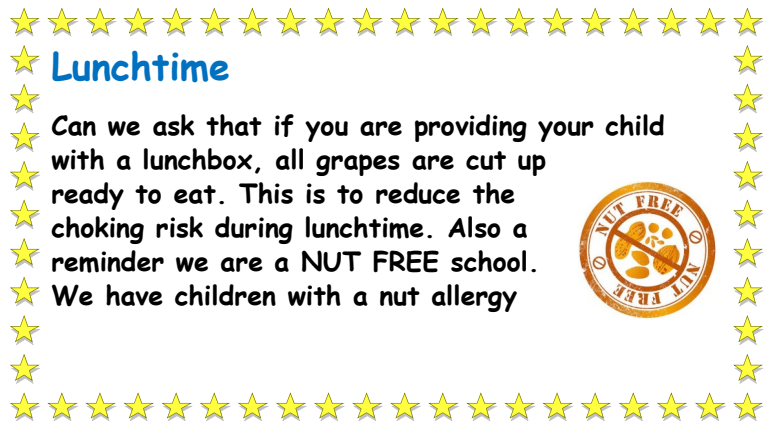 Lunchtime
Can we ask that if you are providing your child
with a lunchbox, all grapes are cut up
ready to eat. This is to reduce the
choking risk during lunchtime. Also a
reminder we are a NUT FREE school.
We have children with a nut allergy
NUT FREE
NUT FREE